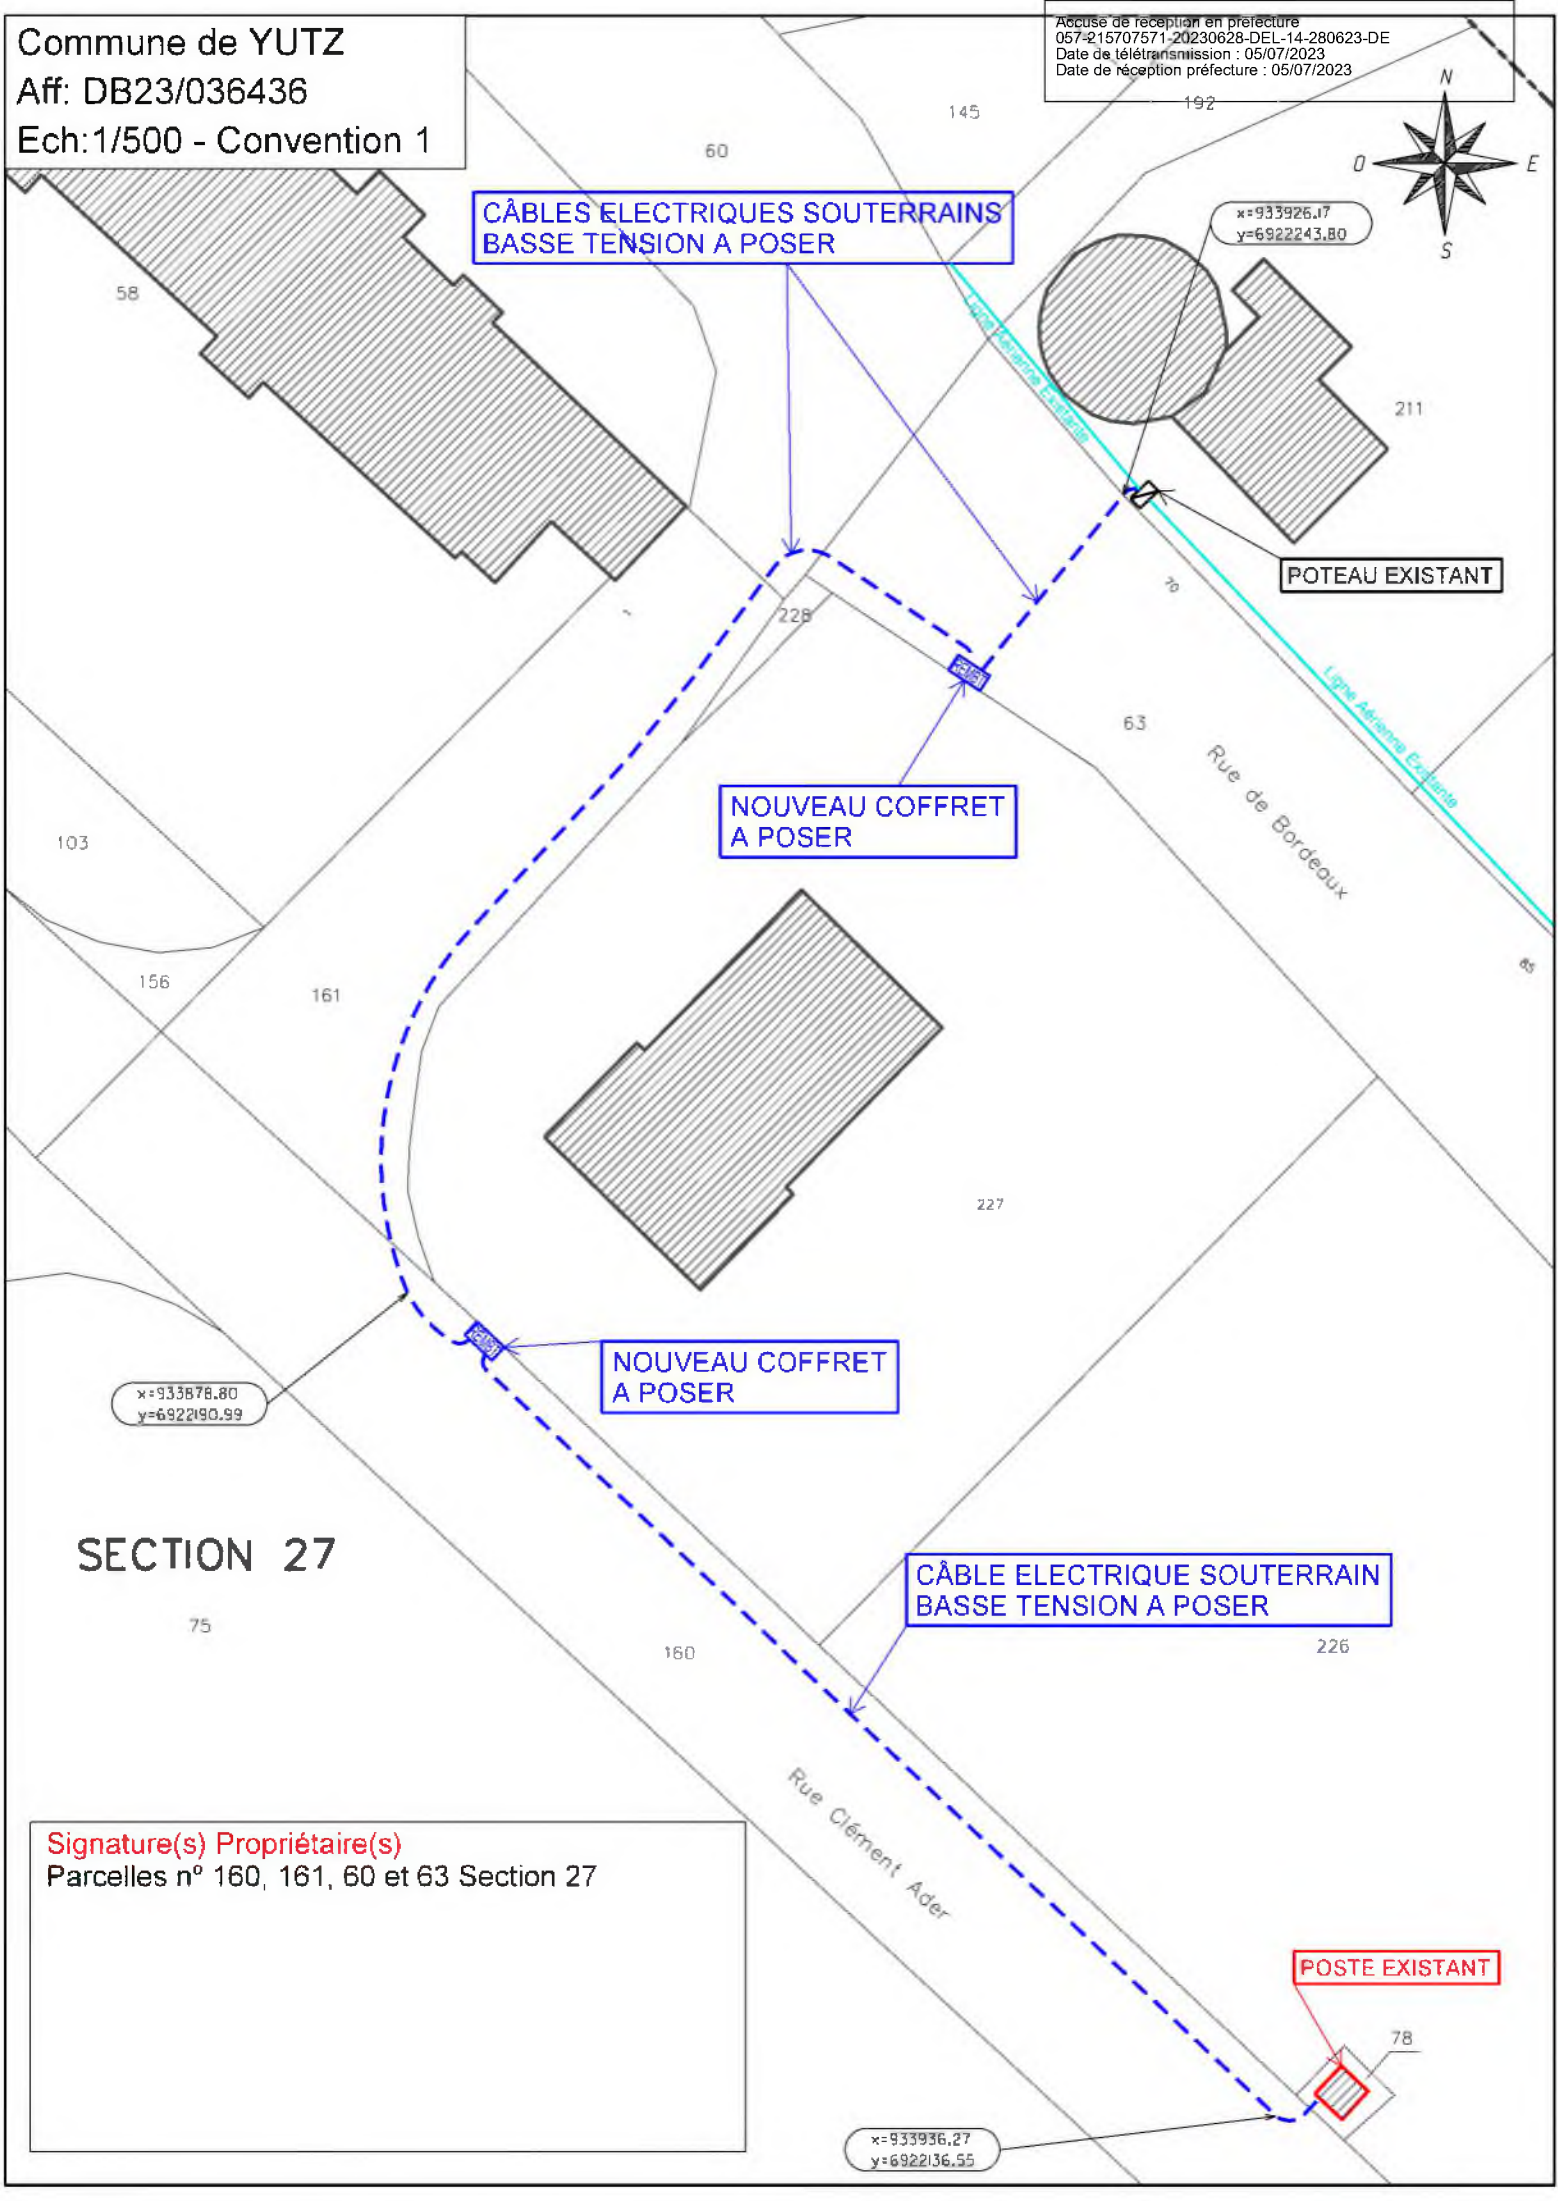 Commune de YUTZ
Aff: DB23/036436
Ech:1/500 - Convention 1
Accusé de réception en préfecture
057-215707571-20230628-DEL-14-280623-DE
Date de télétransmission : 05/07/2023
Date de réception préfecture : 05/07/2023
N
O
E
S
192
145
60
CÂBLES ELECTRIQUES SOUTERRAINS
BASSE TENSION A POSER
x=933926.17
y=6922243.80
58
Ligne Aérienne Existante
211
POTEAU EXISTANT
70
228
REMBT
63
Rue de Bordeaux
Ligne Aérienne Existante
NOUVEAU COFFRET
A POSER
103
156
161
85
227
REMBT
NOUVEAU COFFRET
A POSER
x=933878.80
y=6922190.99
SECTION 27
75
160
CÂBLE ELECTRIQUE SOUTERRAIN
BASSE TENSION A POSER
226
Rue Clément Ader
Signature(s) Propriétaire(s)
Parcelles nº 160, 161, 60 et 63 Section 27
POSTE EXISTANT
78
x=933936.27
y=6922136.55